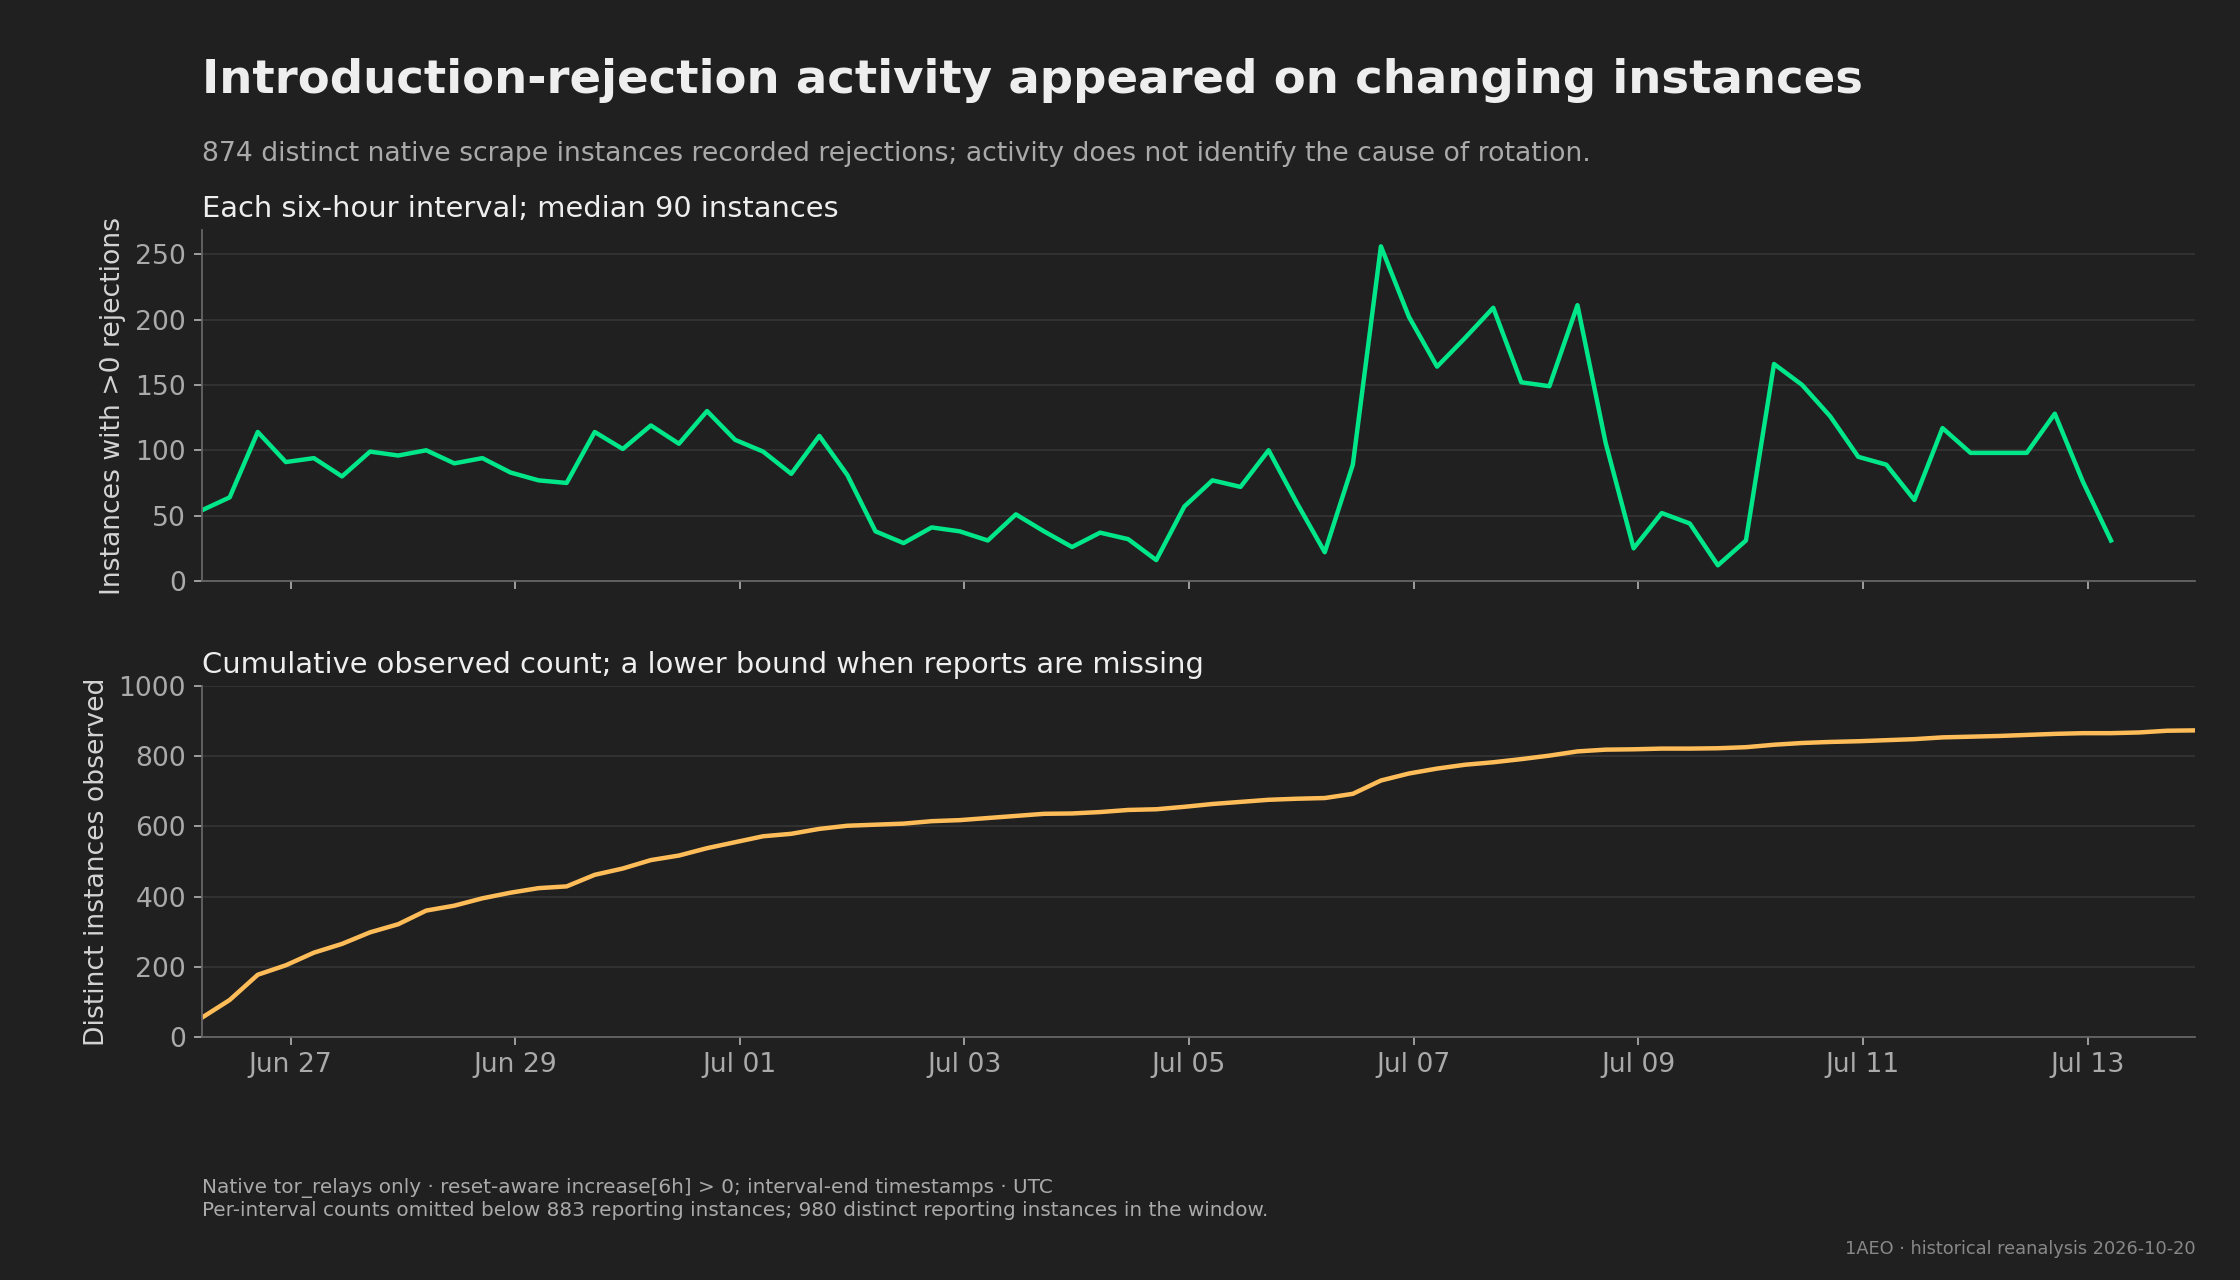 Introduction-rejection activity appeared on changing instances
874 distinct native scrape instances recorded rejections; activity does not identify the cause of rotation.
Each six-hour interval; median 90 instances
Instances with >0 rejections
250
200
150
100
50
0
Cumulative observed count; a lower bound when reports are missing
Distinct instances observed
1000
800
600
400
200
0
Jun 27
Jun 29
Jul 01
Jul 03
Jul 05
Jul 07
Jul 09
Jul 11
Jul 13
Native tor_relays only · reset-aware increase[6h] > 0; interval-end timestamps · UTC
Per-interval counts omitted below 883 reporting instances; 980 distinct reporting instances in the window.
1AEO · historical reanalysis 2026-10-20